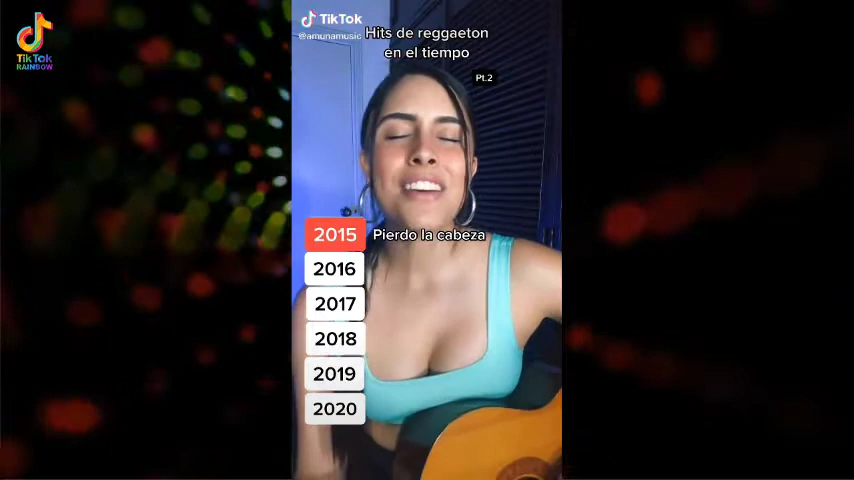 TikTok
RAINBOW
TikTok
@amunamusic
Hits de reggaeton
en el tiempo
Pt.2
2015
Pierdo la cabeza
2016
2017
2018
2019
2020